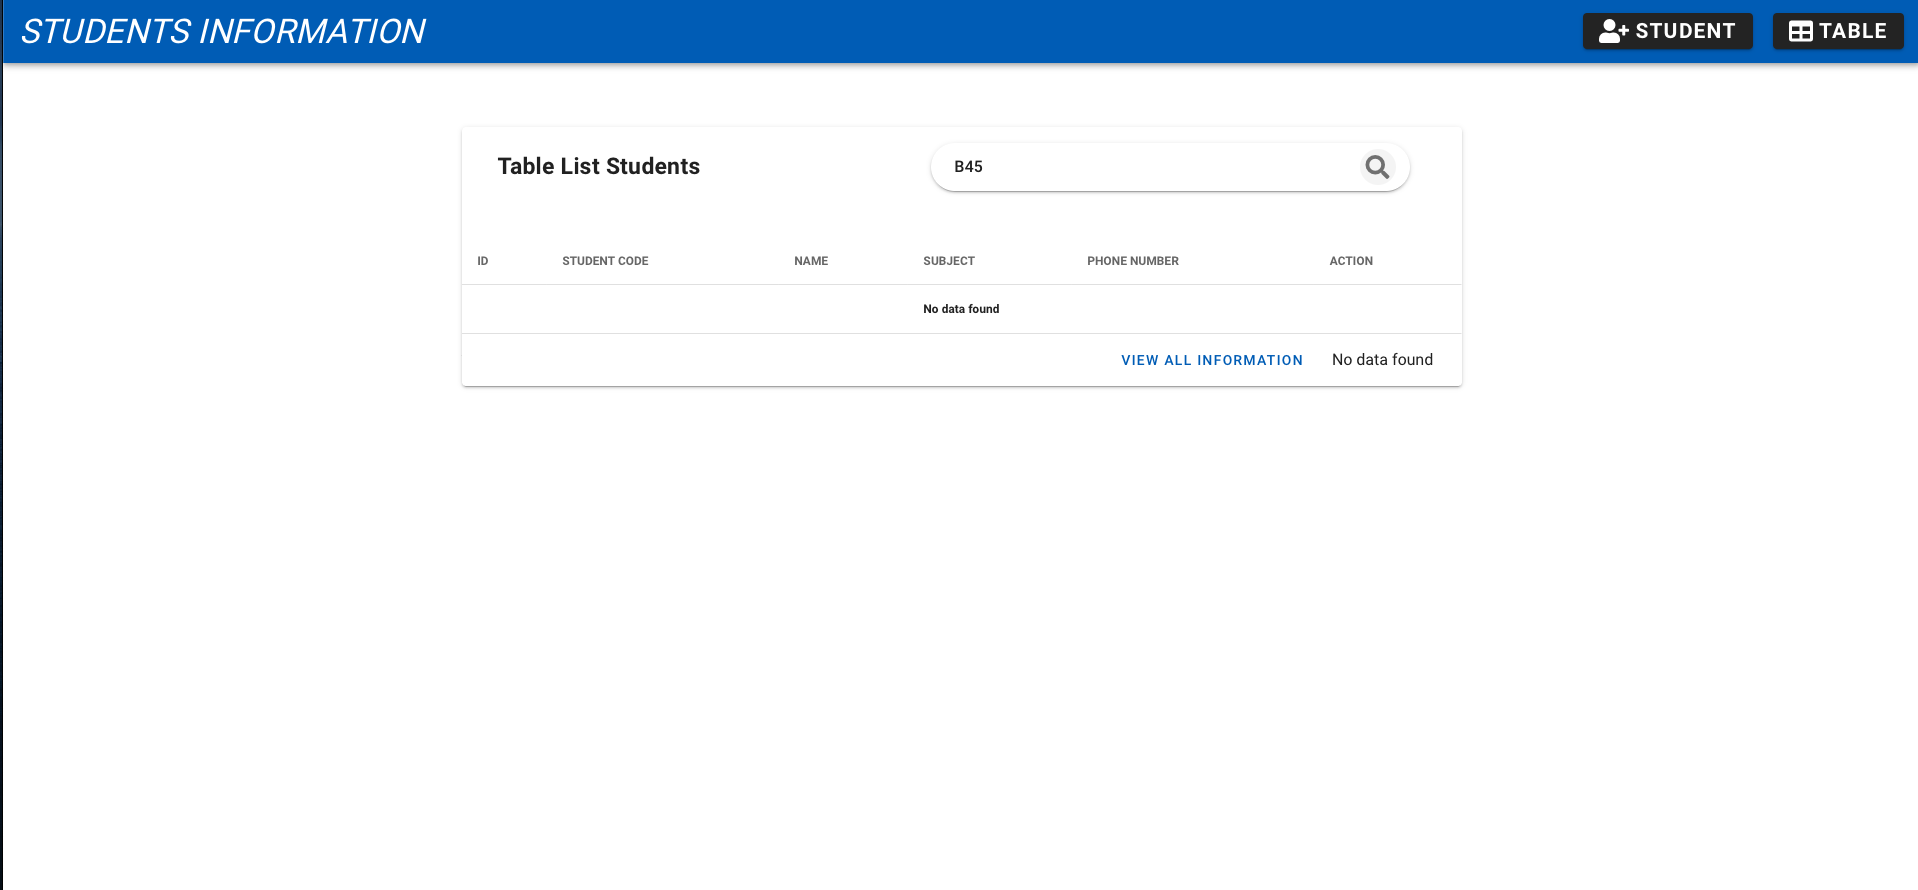 STUDENTS INFORMATION
STUDENT
TABLE
Table List Students
B45
ID STUDENT CODE NAME SUBJECT PHONE NUMBER ACTION
No data found
VIEW ALL INFORMATION No data found